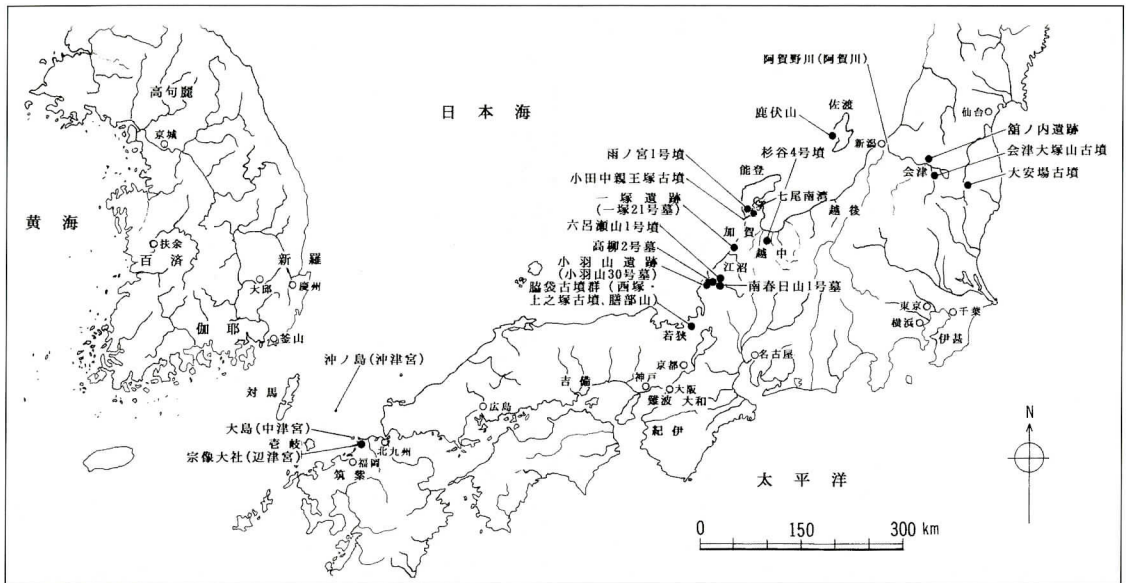 高句麗
京城
黄海
扶余
百済
新羅
大邱
慶州
伽耶
釜山
対馬
日本海
沖ノ島(沖津宮)
大島(中津宮)
壱岐
宗像大社(辺津宮)
北九州
福岡
筑紫
広島
吉備
神戸
京都
大阪
難波
大和
紀伊
名古屋
若狭
阿賀野川(阿賀川)
佐渡
鹿伏山
新潟
仙台
舘ノ内遺跡
会津大塚山古墳
会津
大安場古墳
杉谷4号墳
雨ノ宮1号墳
能登
小田中親王塚古墳
七尾南湾
一塚遺跡
(一塚21号墓)
加賀
越中
越後
六呂瀬山1号墳
高柳2号墓
江沼
小羽山遺跡
(小羽山30号墓)
南春日山1号墓
脇袋古墳群(西塚・
上之塚古墳、膳部山)
東京
千葉
横浜
伊甚
太平洋
N
0 150 300 km